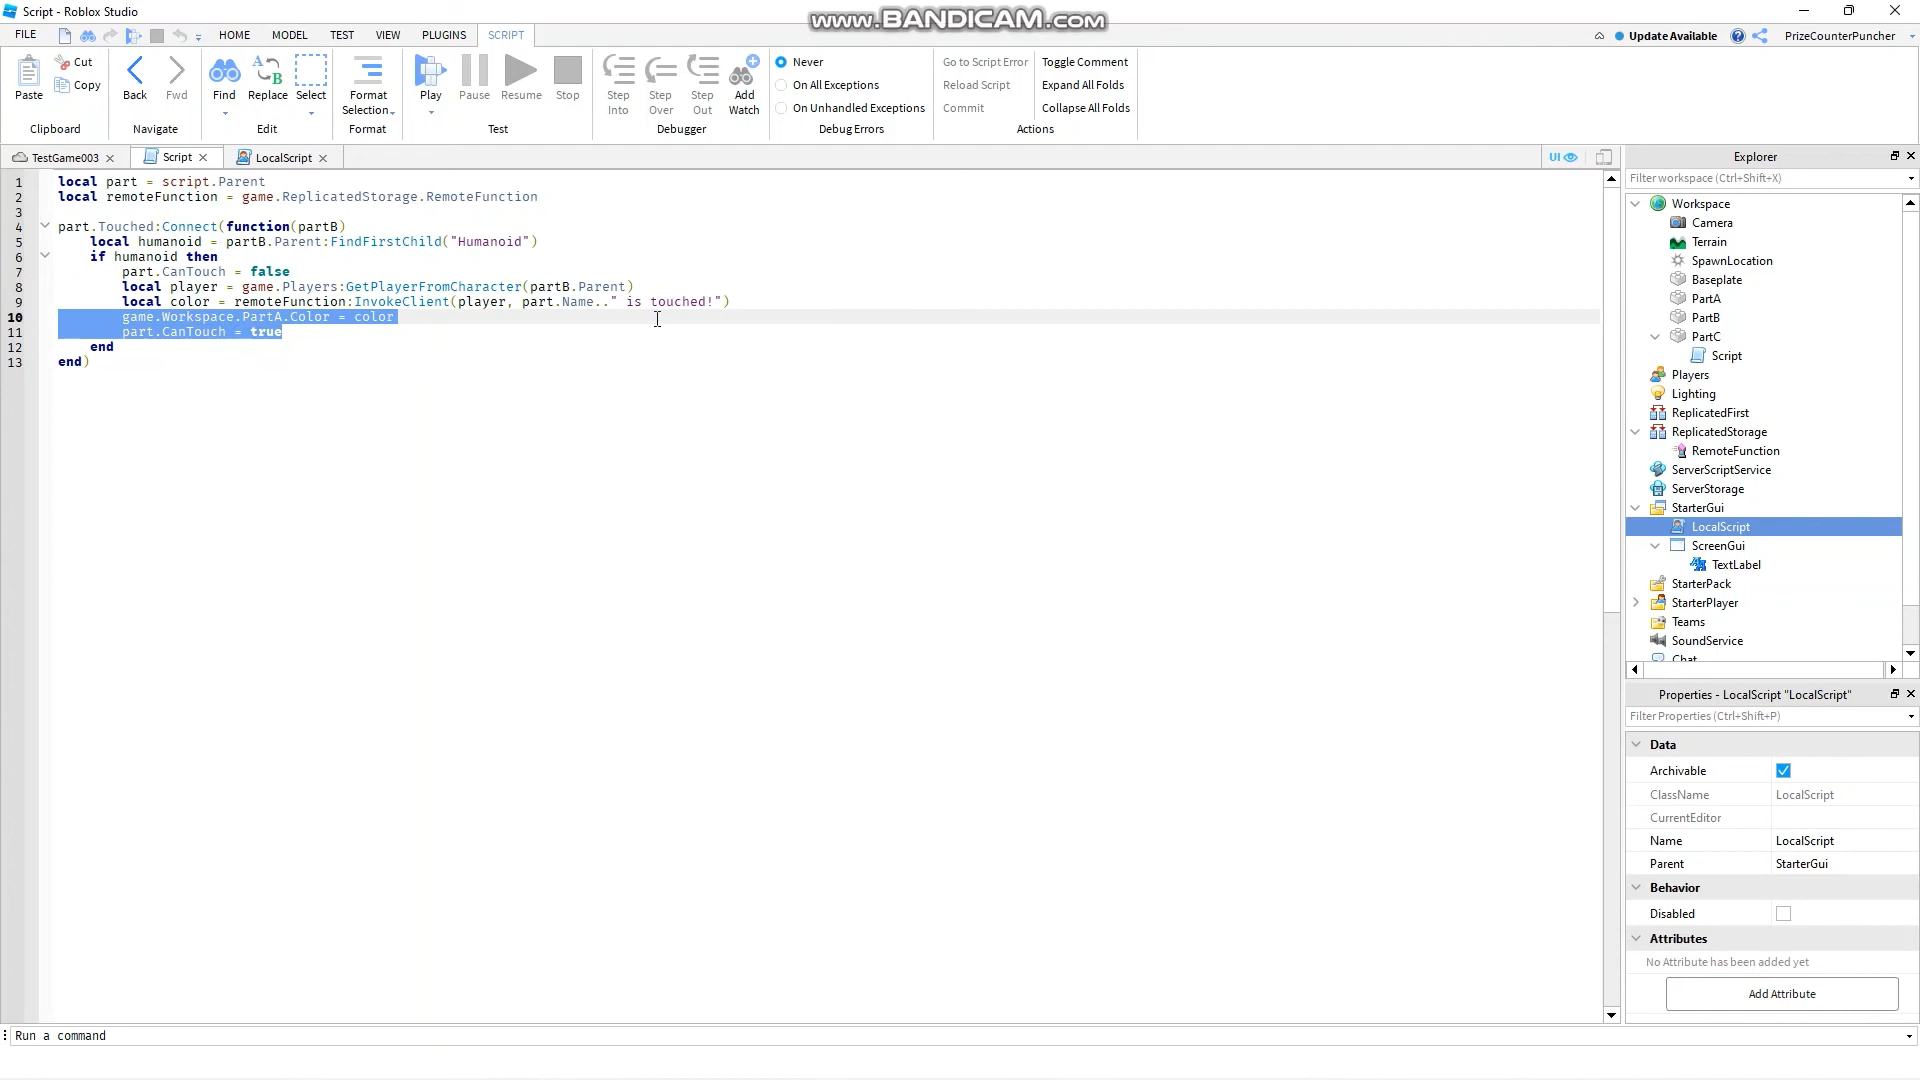 Script - Roblox Studio
www.BANDICAM.com
FILE
HOME
MODEL
TEST
VIEW
PLUGINS
SCRIPT
Update Available
PrizeCounterPuncher
Paste
Cut
Copy
Clipboard
Back
Fwd
Navigate
Find
Replace
Select
Edit
Format
Selection
Format
Play
Pause
Resume
Stop
Test
Step
Into
Step
Over
Step
Out
Add
Watch
Debugger
Never
On All Exceptions
On Unhandled Exceptions
Debug Errors
Go to Script Error
Reload Script
Commit
Toggle Comment
Expand All Folds
Collapse All Folds
Actions
TestGame003
Script
LocalScript
UI
1 local part = script.Parent
2 local remoteFunction = game.ReplicatedStorage.RemoteFunction
3
4 part.Touched:Connect(function(partB)
5 local humanoid = partB.Parent:FindFirstChild("Humanoid")
6 if humanoid then
7 part.CanTouch = false
8 local player = game.Players:GetPlayerFromCharacter(partB.Parent)
9 local color = remoteFunction:InvokeClient(player, part.Name.." is touched!")
10 game.Workspace.PartA.Color = color
11 part.CanTouch = true
12 end
13 end)
Explorer
Filter workspace (Ctrl+Shift+X)
Workspace
Camera
Terrain
SpawnLocation
Baseplate
PartA
PartB
PartC
Script
Players
Lighting
ReplicatedFirst
ReplicatedStorage
RemoteFunction
ServerScriptService
ServerStorage
StarterGui
LocalScript
ScreenGui
TextLabel
StarterPack
StarterPlayer
Teams
SoundService
Chat
Properties - LocalScript "LocalScript"
Filter Properties (Ctrl+Shift+P)
Data
Archivable
ClassName LocalScript
CurrentEditor
Name LocalScript
Parent StarterGui
Behavior
Disabled
Attributes
No Attribute has been added yet
Add Attribute
Run a command